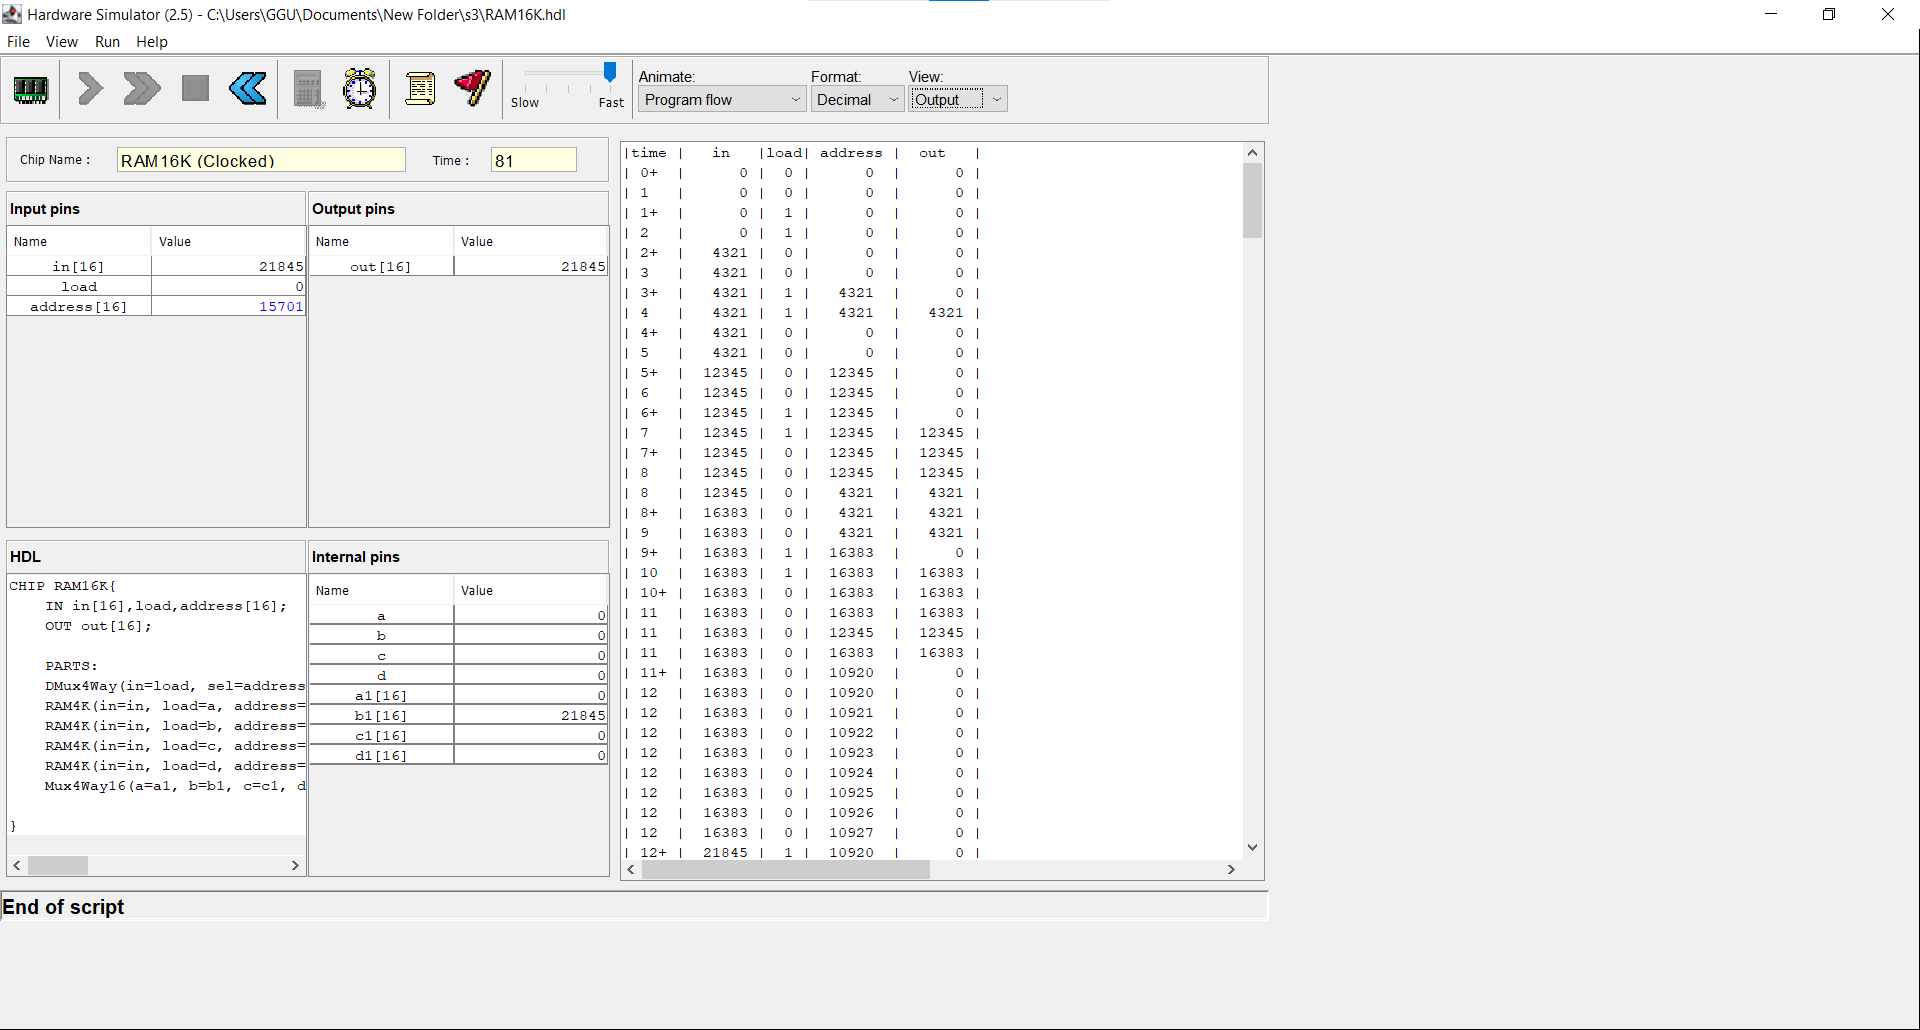 Hardware Simulator (2.5) - C:\Users\GGU\Documents\New Folder\s3\RAM16K.hdl
File View Run Help
Animate: Format: View:
Slow Fast Program flow Decimal Output
Chip Name : RAM16K (Clocked) Time : 81
Input pins
Name Value
in[16] 21845
load 0
address[16] 15701
Output pins
Name Value
out[16] 21845
HDL
CHIP RAM16K{
IN in[16],load,address[16];
OUT out[16];
PARTS:
DMux4Way(in=load, sel=address
RAM4K(in=in, load=a, address=
RAM4K(in=in, load=b, address=
RAM4K(in=in, load=c, address=
RAM4K(in=in, load=d, address=
Mux4Way16(a=a1, b=b1, c=c1, d
}
Internal pins
Name Value
a 0
b 0
c 0
d 0
a1[16] 0
b1[16] 21845
c1[16] 0
d1[16] 0
|time | in |load| address | out |
| 0+ | 0 | 0 | 0 | 0 |
| 1 | 0 | 0 | 0 | 0 |
| 1+ | 0 | 1 | 0 | 0 |
| 2 | 0 | 1 | 0 | 0 |
| 2+ | 4321 | 0 | 0 | 0 |
| 3 | 4321 | 0 | 0 | 0 |
| 3+ | 4321 | 1 | 4321 | 0 |
| 4 | 4321 | 1 | 4321 | 4321 |
| 4+ | 4321 | 0 | 0 | 0 |
| 5 | 4321 | 0 | 0 | 0 |
| 5+ | 12345 | 0 | 12345 | 0 |
| 6 | 12345 | 0 | 12345 | 0 |
| 6+ | 12345 | 1 | 12345 | 0 |
| 7 | 12345 | 1 | 12345 | 12345 |
| 7+ | 12345 | 0 | 12345 | 12345 |
| 8 | 12345 | 0 | 12345 | 12345 |
| 8 | 12345 | 0 | 4321 | 4321 |
| 8+ | 16383 | 0 | 4321 | 4321 |
| 9 | 16383 | 0 | 4321 | 4321 |
| 9+ | 16383 | 1 | 16383 | 0 |
| 10 | 16383 | 1 | 16383 | 16383 |
| 10+ | 16383 | 0 | 16383 | 16383 |
| 11 | 16383 | 0 | 16383 | 16383 |
| 11 | 16383 | 0 | 12345 | 12345 |
| 11 | 16383 | 0 | 16383 | 16383 |
| 11+ | 16383 | 0 | 10920 | 0 |
| 12 | 16383 | 0 | 10920 | 0 |
| 12 | 16383 | 0 | 10921 | 0 |
| 12 | 16383 | 0 | 10922 | 0 |
| 12 | 16383 | 0 | 10923 | 0 |
| 12 | 16383 | 0 | 10924 | 0 |
| 12 | 16383 | 0 | 10925 | 0 |
| 12 | 16383 | 0 | 10926 | 0 |
| 12 | 16383 | 0 | 10927 | 0 |
| 12+ | 21845 | 1 | 10920 | 0 |
End of script